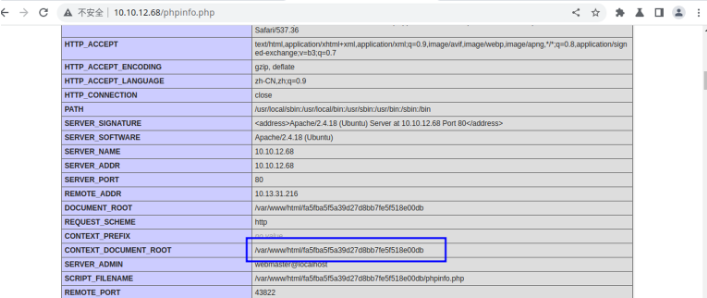 不安全 | 10.10.12.68/phpinfo.php
Safari/537.36
HTTP_ACCEPT text/html,application/xhtml+xml,application/xml;q=0.9,image/avif,image/webp,image/apng,*/*;q=0.8,application/sign
ed-exchange;v=b3;q=0.7
HTTP_ACCEPT_ENCODING gzip, deflate
HTTP_ACCEPT_LANGUAGE zh-CN,zh;q=0.9
HTTP_CONNECTION close
PATH /usr/local/sbin:/usr/local/bin:/usr/sbin:/usr/bin:/sbin:/bin
SERVER_SIGNATURE <address>Apache/2.4.18 (Ubuntu) Server at 10.10.12.68 Port 80</address>
SERVER_SOFTWARE Apache/2.4.18 (Ubuntu)
SERVER_NAME 10.10.12.68
SERVER_ADDR 10.10.12.68
SERVER_PORT 80
REMOTE_ADDR 10.13.31.216
DOCUMENT_ROOT /var/www/html/fa5fba5f5a39d27d8bb7fe5f518e00db
REQUEST_SCHEME http
CONTEXT_PREFIX no value
CONTEXT_DOCUMENT_ROOT /var/www/html/fa5fba5f5a39d27d8bb7fe5f518e00db
SERVER_ADMIN webmaster@localhost
SCRIPT_FILENAME /var/www/html/fa5fba5f5a39d27d8bb7fe5f518e00db/phpinfo.php
REMOTE_PORT 43822